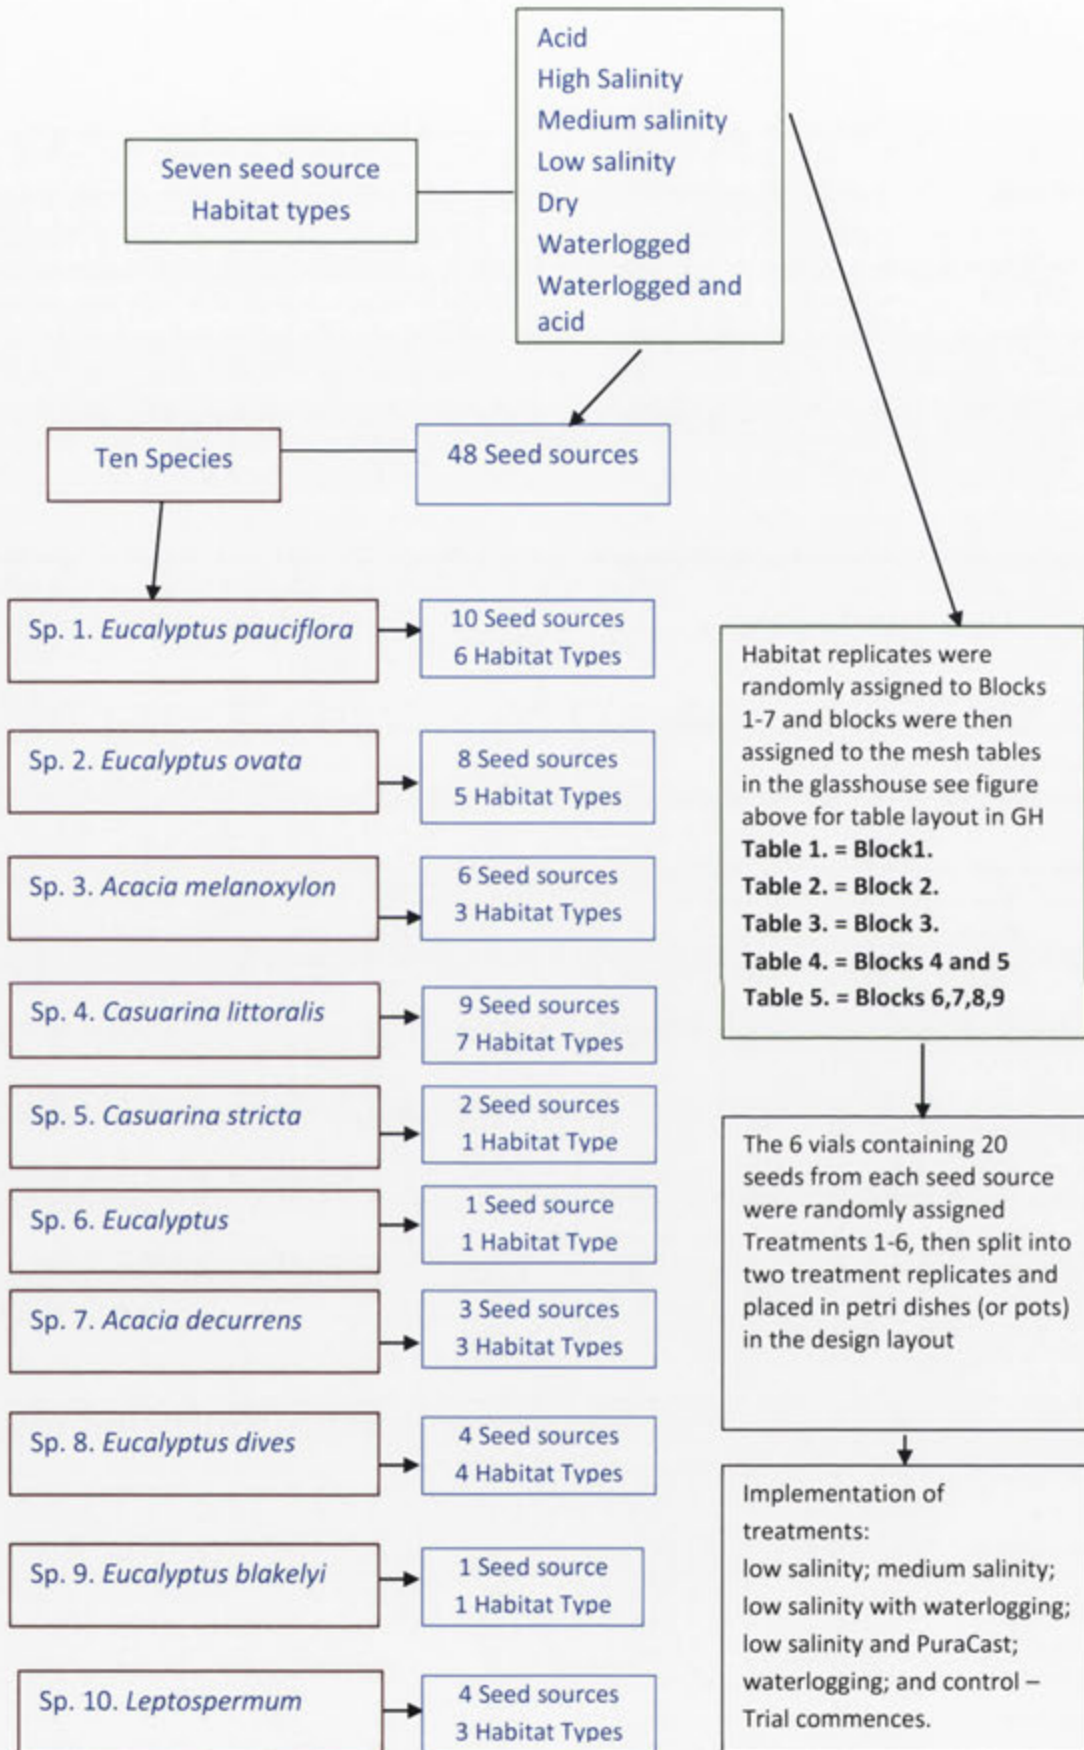 Acid
High Salinity
Medium salinity
Low salinity
Dry
Waterlogged
Waterlogged and
acid
Seven seed source
Habitat types
Ten Species
48 Seed sources
Sp. 1. Eucalyptus pauciflora
10 Seed sources
6 Habitat Types
Sp. 2. Eucalyptus ovata
8 Seed sources
5 Habitat Types
Sp. 3. Acacia melanoxylon
6 Seed sources
3 Habitat Types
Sp. 4. Casuarina littoralis
9 Seed sources
7 Habitat Types
Sp. 5. Casuarina stricta
2 Seed sources
1 Habitat Type
Sp. 6. Eucalyptus
1 Seed source
1 Habitat Type
Sp. 7. Acacia decurrens
3 Seed sources
3 Habitat Types
Sp. 8. Eucalyptus dives
4 Seed sources
4 Habitat Types
Sp. 9. Eucalyptus blakelyi
1 Seed source
1 Habitat Type
Sp. 10. Leptospermum
4 Seed sources
3 Habitat Types
Habitat replicates were
randomly assigned to Blocks
1-7 and blocks were then
assigned to the mesh tables
in the glasshouse see figure
above for table layout in GH
Table 1. = Block1.
Table 2. = Block 2.
Table 3. = Block 3.
Table 4. = Blocks 4 and 5
Table 5. = Blocks 6,7,8,9
The 6 vials containing 20
seeds from each seed source
were randomly assigned
Treatments 1-6, then split into
two treatment replicates and
placed in petri dishes (or pots)
in the design layout
Implementation of
treatments:
low salinity; medium salinity;
low salinity with waterlogging;
low salinity and PuraCast;
waterlogging; and control –
Trial commences.